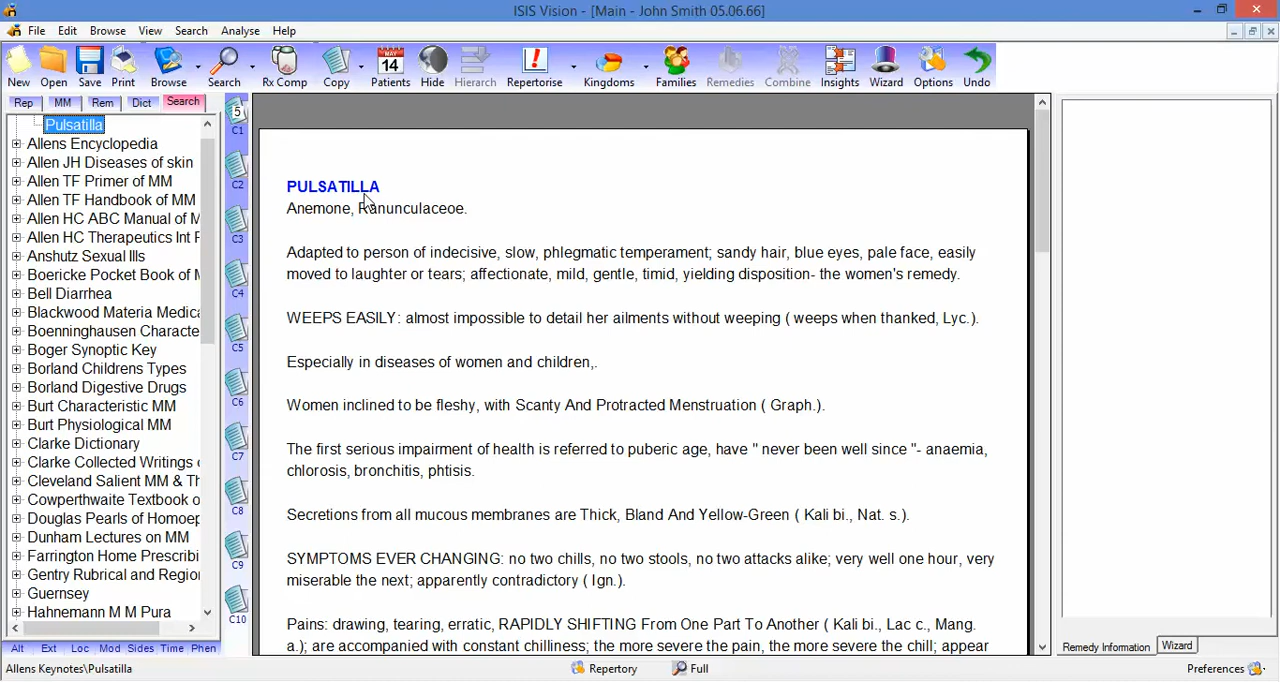 ISIS Vision - [Main - John Smith 05.06.66]
File Edit Browse View Search Analyse Help
New Open Save Print Browse Search Rx Comp Copy Patients Hide Hierarch Repertorise Kingdoms Families Remedies Combine Insights Wizard Options Undo
MAY
14
Rep MM Rem Dict Search
Pulsatilla
Allens Encyclopedia
Allen JH Diseases of skin
Allen TF Primer of MM
Allen TF Handbook of MM
Allen HC ABC Manual of M
Allen HC Therapeutics Int F
Anshutz Sexual Ills
Boericke Pocket Book of M
Bell Diarrhea
Blackwood Materia Medica
Boenninghausen Characte
Boger Synoptic Key
Borland Childrens Types
Borland Digestive Drugs
Burt Characteristic MM
Burt Physiological MM
Clarke Dictionary
Clarke Collected Writings
Cleveland Salient MM & Th
Cowperthwaite Textbook o
Douglas Pearls of Homoep
Dunham Lectures on MM
Farrington Home Prescribi
Gentry Rubrical and Region
Guernsey
Hahnemann M M Pura
Alt Ext Loc Mod Sides Time Phen
5
C1
C2
C3
C4
C5
C6
C7
C8
C9
C10
PULSATILLA
Anemone, Ranunculaceoe.
Adapted to person of indecisive, slow, phlegmatic temperament; sandy hair, blue eyes, pale face, easily
moved to laughter or tears; affectionate, mild, gentle, timid, yielding disposition- the women's remedy.
WEEPS EASILY: almost impossible to detail her ailments without weeping ( weeps when thanked, Lyc.).
Especially in diseases of women and children,.
Women inclined to be fleshy, with Scanty And Protracted Menstruation ( Graph.).
The first serious impairment of health is referred to puberic age, have " never been well since "- anaemia,
chlorosis, bronchitis, phtisis.
Secretions from all mucous membranes are Thick, Bland And Yellow-Green ( Kali bi., Nat. s.).
SYMPTOMS EVER CHANGING: no two chills, no two stools, no two attacks alike; very well one hour, very
miserable the next; apparently contradictory ( Ign.).
Pains: drawing, tearing, erratic, RAPIDLY SHIFTING From One Part To Another ( Kali bi., Lac c., Mang.
a.); are accompanied with constant chilliness; the more severe the pain, the more severe the chill; appear
Remedy Information Wizard
Allens Keynotes\Pulsatilla Repertory Full Preferences